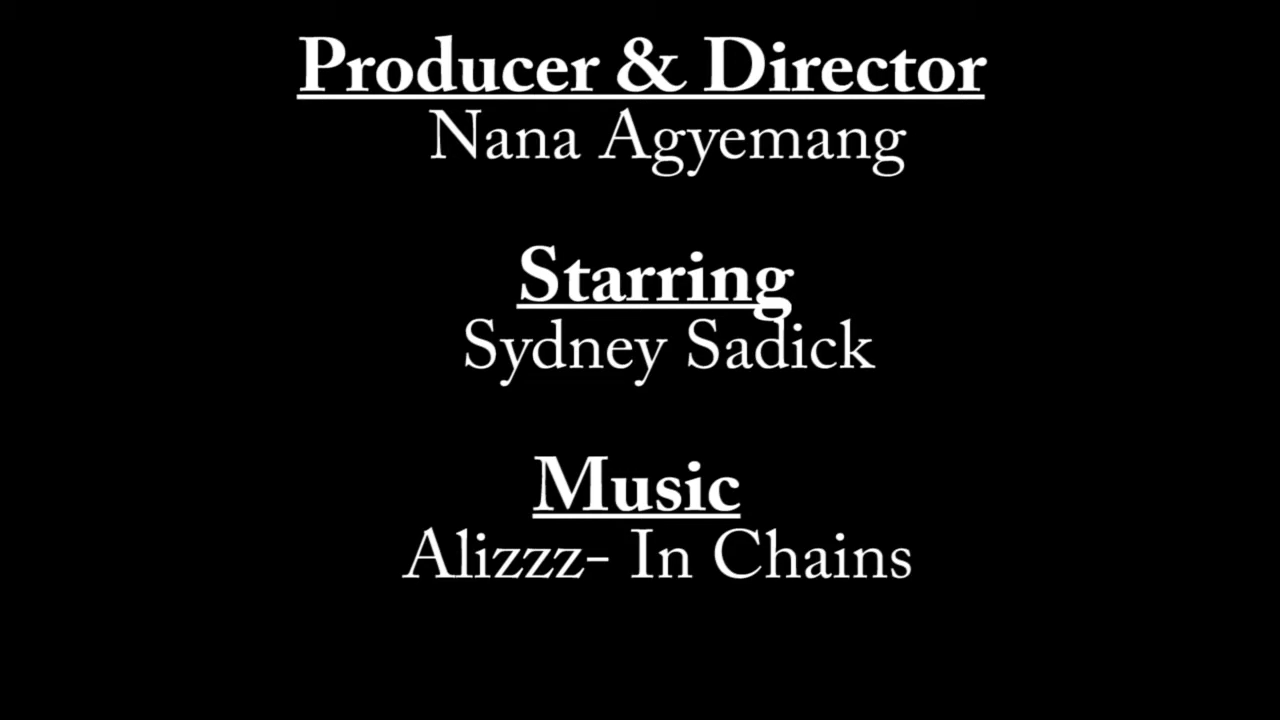 Producer & Director
Nana Agyemang
Starring
Sydney Sadick
Music
Alizzz- In Chains